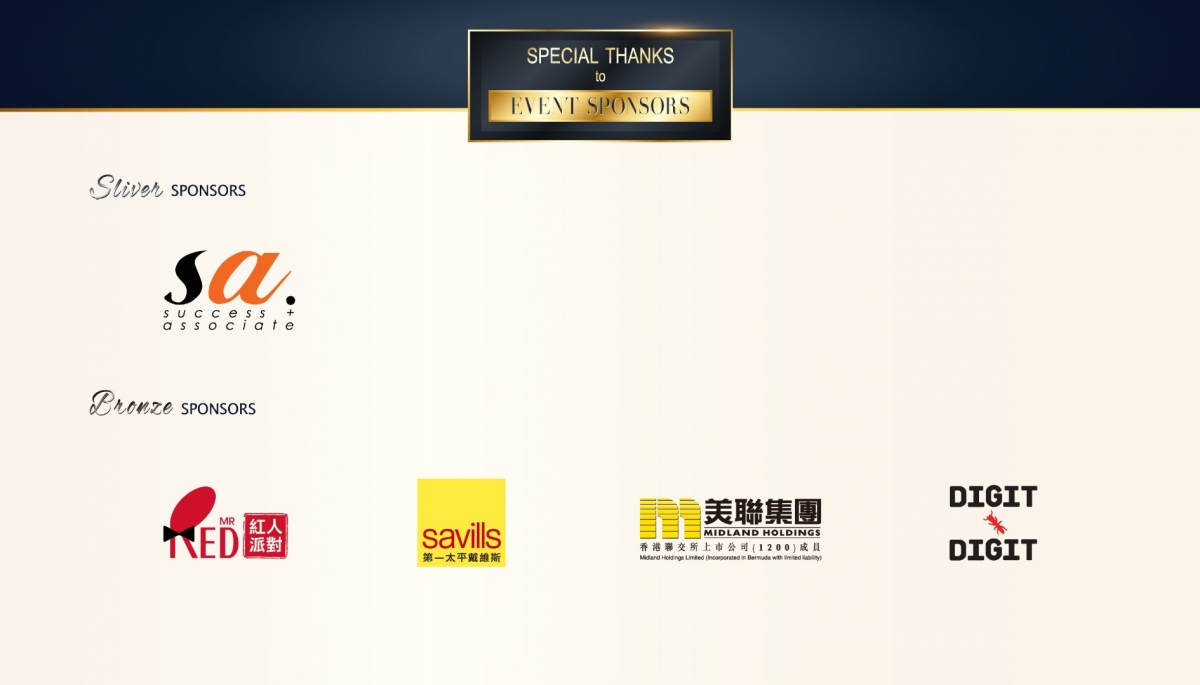 SPECIAL THANKS
to
EVENT SPONSORS
Sliver SPONSORS
sa.
success +
associate
Bronze SPONSORS
MR
RED
紅人
派對
savills
第一太平戴維斯
美聯集團
MIDLAND HOLDINGS
香港聯交所上市公司(1200)成員
Midland Holdings Limited (Incorporated in Bermuda with limited liability)
DIGIT
DIGIT